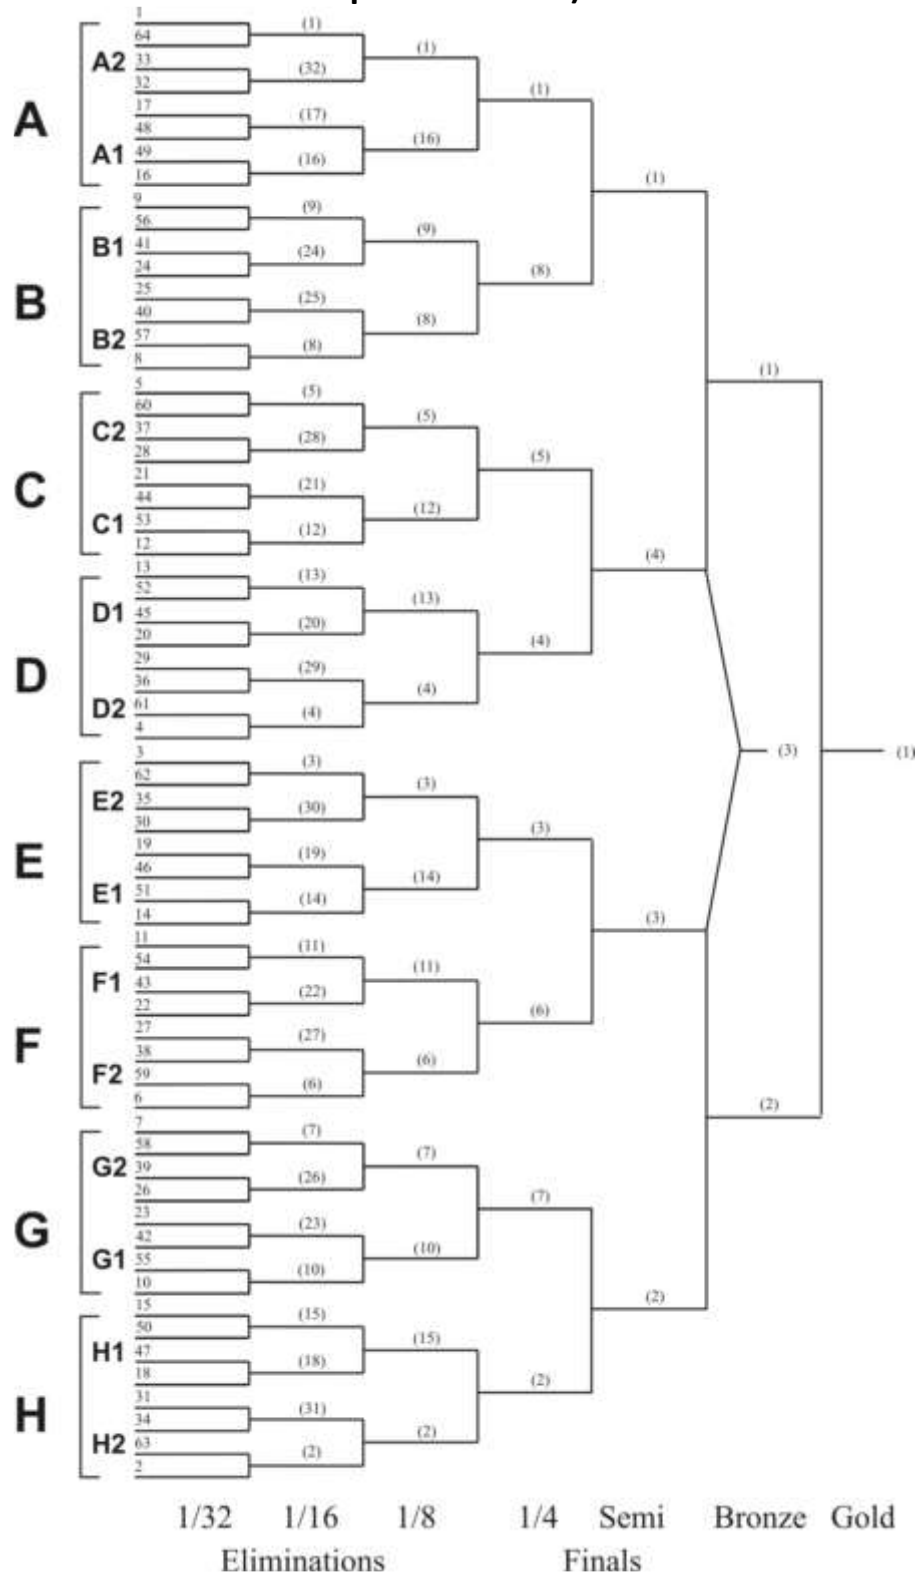 1
64 (1)
A2 33 (1)
32 (32)
A (1)
17 (17)
48 (16)
A1 49 (16)
16
(1)
9 (9)
56 (9)
B1 41 (24)
24
B (8)
25 (25)
40 (8)
B2 57 (8)
8
(1)
5 (5)
60 (5)
C2 37 (28)
28
C (5)
21 (21)
44 (12)
C1 53 (12)
12
(4)
13 (13)
52 (13)
D1 45 (20)
20
D (4)
29 (29)
36 (4)
D2 61 (4)
4
(3) (1)
3 (3)
62 (3)
E2 35 (30)
30
E (3)
19 (19)
46 (14)
E1 51 (14)
14
(3)
11 (11)
54 (11)
F1 43 (22)
22
F (6)
27 (27)
38 (6)
F2 59 (6)
6
(2)
7 (7)
58 (7)
G2 39 (26)
26
G (7)
23 (23)
42 (10)
G1 55 (10)
10
(2)
15 (15)
50 (15)
H1 47 (18)
18
H (2)
31 (31)
34 (2)
H2 63 (2)
2
1/32 1/16 1/8 1/4 Semi Bronze Gold
Eliminations Finals